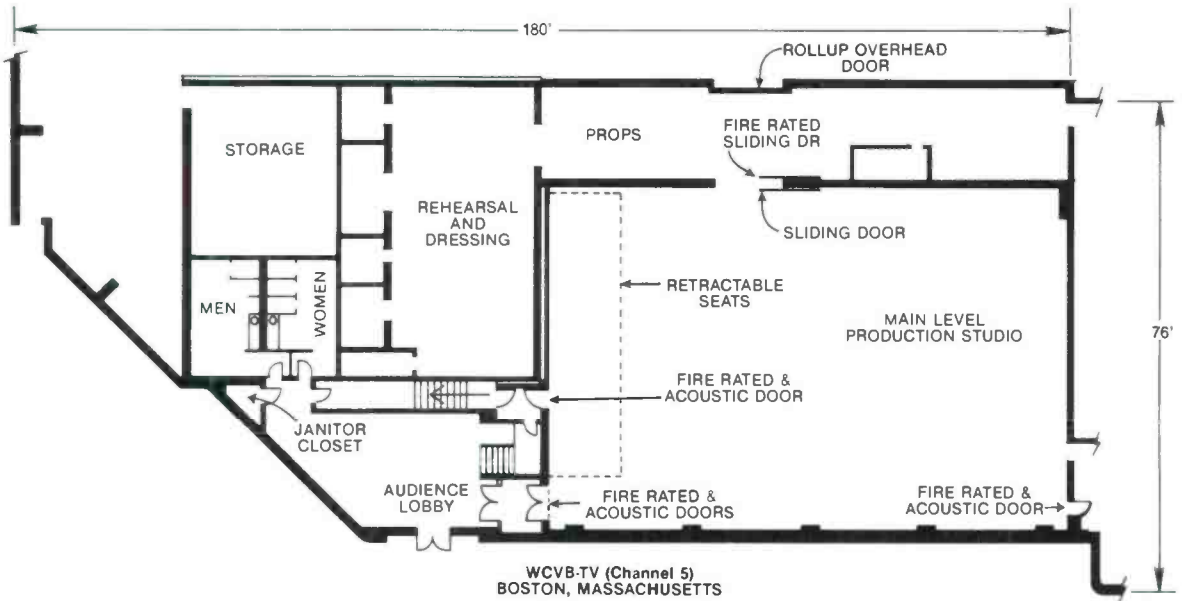 180'
ROLLUP OVERHEAD
DOOR
PROPS
FIRE RATED
SLIDING DR
STORAGE
REHEARSAL
AND
DRESSING
SLIDING DOOR
76'
MEN
WOMEN
RETRACTABLE
SEATS
MAIN LEVEL
PRODUCTION STUDIO
FIRE RATED &
ACOUSTIC DOOR
JANITOR
CLOSET
AUDIENCE
LOBBY
FIRE RATED &
ACOUSTIC DOORS
FIRE RATED &
ACOUSTIC DOOR
WCVB-TV (Channel 5)
BOSTON, MASSACHUSETTS